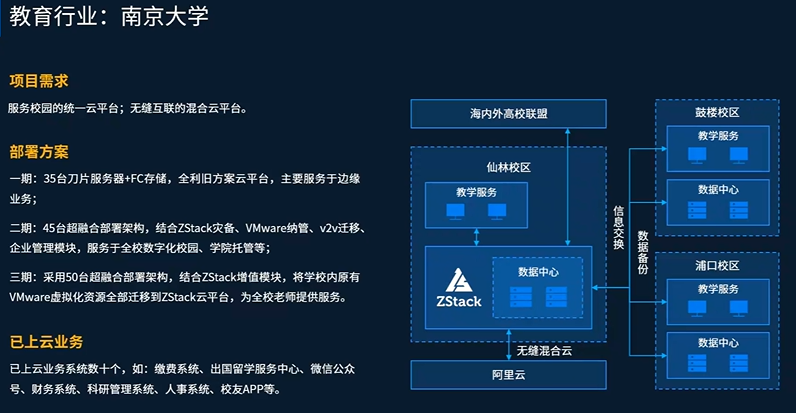 教育行业：南京大学
项目需求
服务校园的统一云平台；无缝互联的混合云平台。
部署方案
一期：35台刀片服务器+FC存储，全利旧方案云平台，主要服务于边缘
业务；
二期：45台超融合部署架构，结合ZStack灾备、VMware纳管、v2v迁移、
企业管理模块，服务于全校数字化校园、学院托管等；
三期：采用50台超融合部署架构，结合ZStack增值模块，将学校内原有
VMware虚拟化资源全部迁移到ZStack云平台，为全校老师提供服务。
已上云业务
已上云业务系统数十个，如：缴费系统、出国留学服务中心、微信公众
号、财务系统、科研管理系统、人事系统、校友APP等。
海内外高校联盟
仙林校区
教学服务
ZStack
数据中心
无缝混合云
阿里云
信息交换
数据备份
鼓楼校区
教学服务
数据中心
浦口校区
教学服务
数据中心